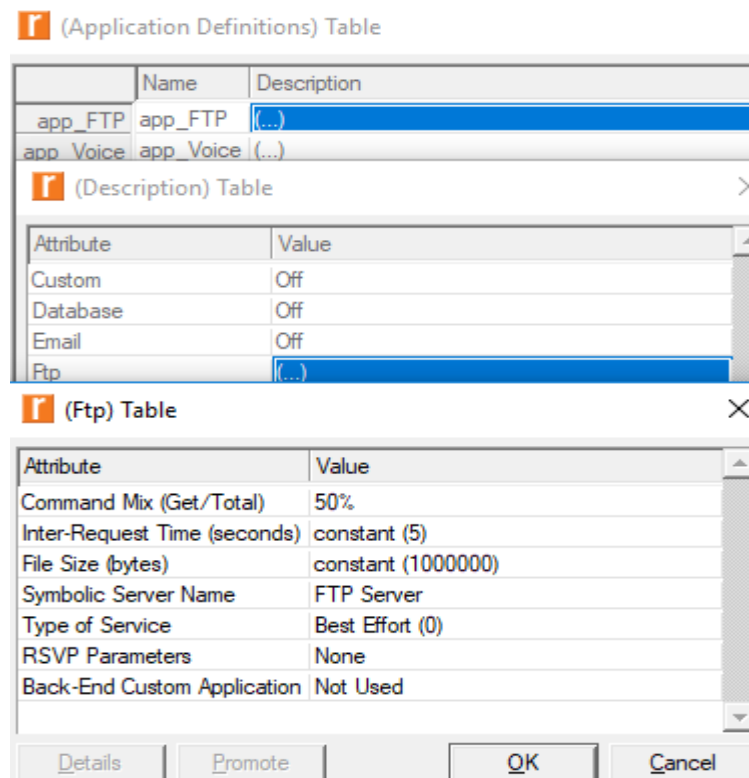 (Application Definitions) Table
Name Description
app_FTP app_FTP (...)
app_Voice app_Voice (...)
(Description) Table
Attribute Value
Custom Off
Database Off
Email Off
Ftp (...)
(Ftp) Table
Attribute Value
Command Mix (Get/Total) 50%
Inter-Request Time (seconds) constant (5)
File Size (bytes) constant (1000000)
Symbolic Server Name FTP Server
Type of Service Best Effort (0)
RSVP Parameters None
Back-End Custom Application Not Used
Details Promote OK Cancel